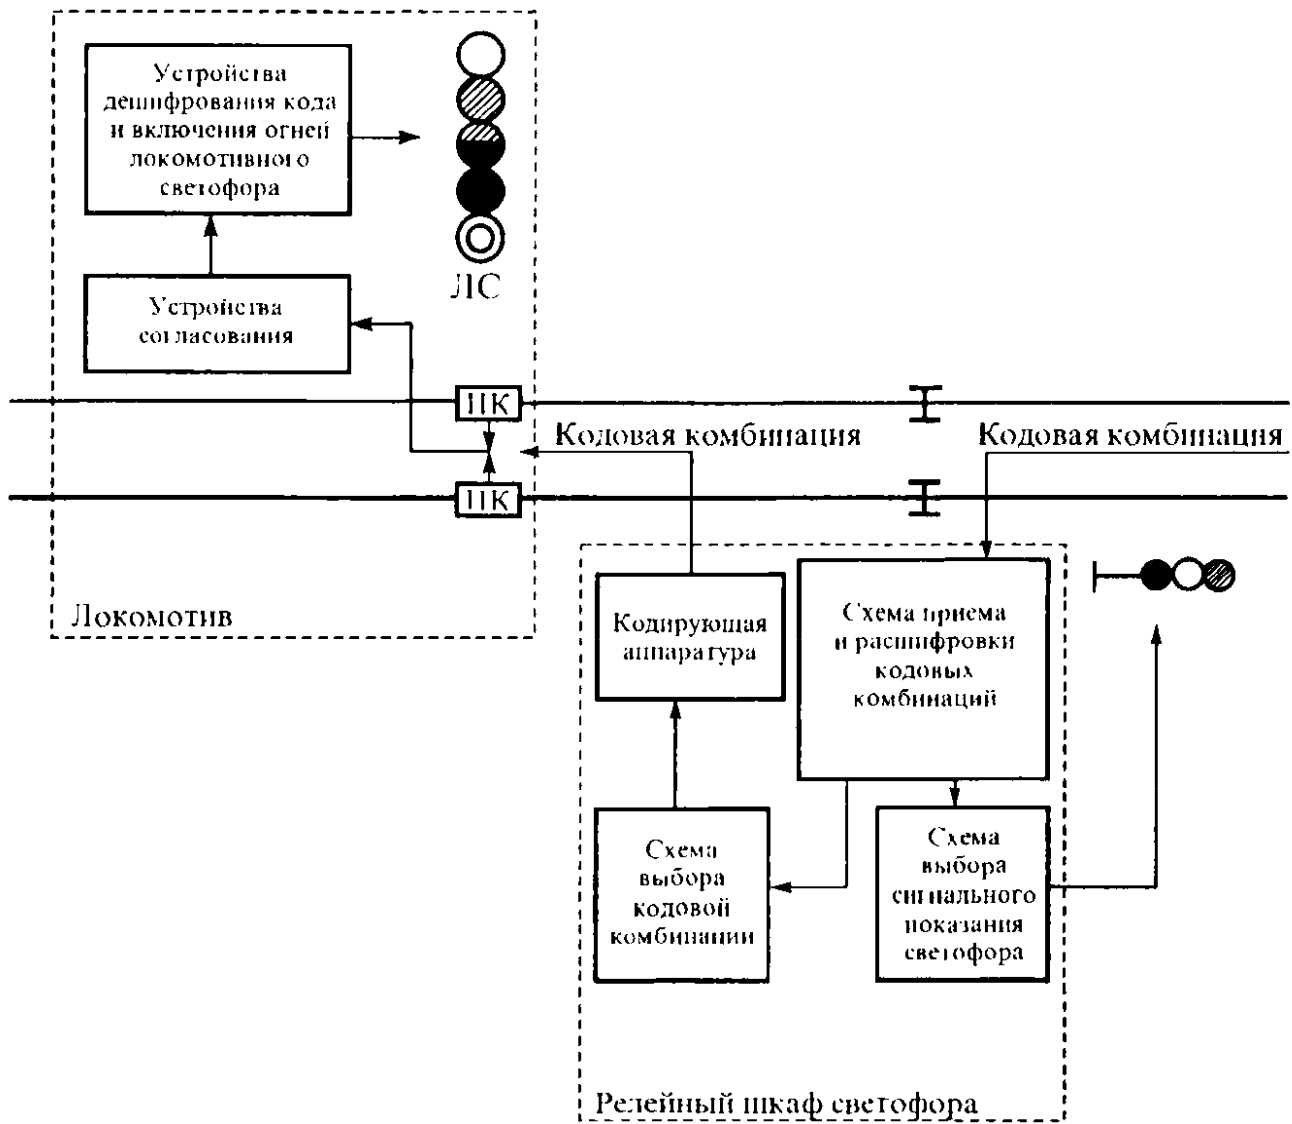 Устройства
дешифрования кода
и включения огней
локомотивного
светофора
ЛС
Устройства
согласования
ПК
Кодовая комбинация
Кодовая комбинация
ПК
Локомотив
Кодирующая
аппаратура
Схема приема
и расшифровки
кодовых
комбинаций
Схема
выбора
кодовой
комбинации
Схема
выбора
сигнального
показания
светофора
Релейный шкаф светофора